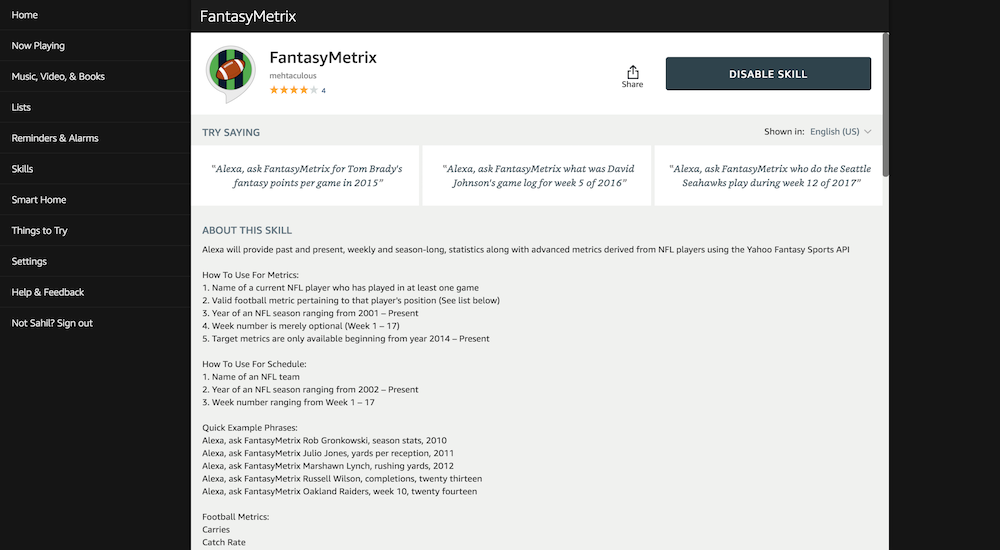 Home
Now Playing
Music, Video, & Books
Lists
Reminders & Alarms
Skills
Smart Home
Things to Try
Settings
Help & Feedback
Not Sahil? Sign out
FantasyMetrix
FantasyMetrix
mehtaculous
4
Share
DISABLE SKILL
TRY SAYING
Shown in: English (US)
"Alexa, ask FantasyMetrix for Tom Brady's
fantasy points per game in 2015"
"Alexa, ask FantasyMetrix what was David
Johnson's game log for week 5 of 2016"
"Alexa, ask FantasyMetrix who do the Seattle
Seahawks play during week 12 of 2017"
ABOUT THIS SKILL
Alexa will provide past and present, weekly and season-long, statistics along with advanced metrics derived from NFL players using the Yahoo Fantasy Sports API
How To Use For Metrics:
1. Name of a current NFL player who has played in at least one game
2. Valid football metric pertaining to that player's position (See list below)
3. Year of an NFL season ranging from 2001 – Present
4. Week number is merely optional (Week 1 – 17)
5. Target metrics are only available beginning from year 2014 – Present
How To Use For Schedule:
1. Name of an NFL team
2. Year of an NFL season ranging from 2002 – Present
3. Week number ranging from Week 1 – 17
Quick Example Phrases:
Alexa, ask FantasyMetrix Rob Gronkowski, season stats, 2010
Alexa, ask FantasyMetrix Julio Jones, yards per reception, 2011
Alexa, ask FantasyMetrix Marshawn Lynch, rushing yards, 2012
Alexa, ask FantasyMetrix Russell Wilson, completions, twenty thirteen
Alexa, ask FantasyMetrix Oakland Raiders, week 10, twenty fourteen
Football Metrics:
Carries
Catch Rate